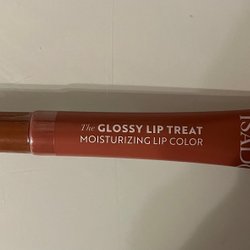 The GLOSSY LIP TREAT
MOISTURIZING LIP COLOR